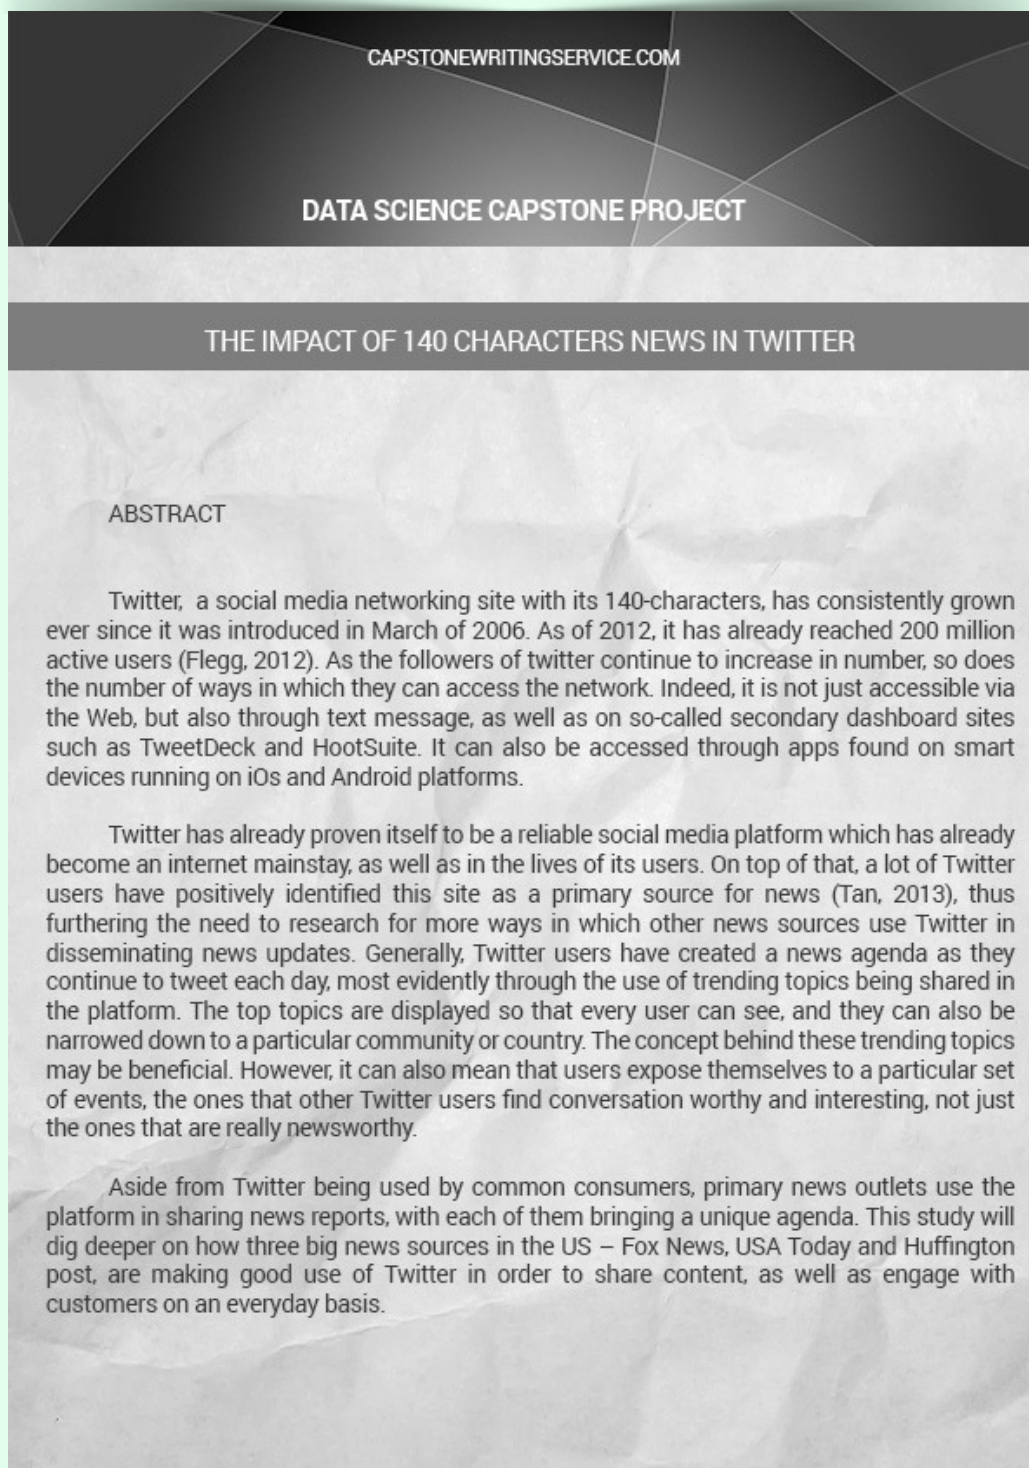 CAPSTONEWRITINGSERVICE.COM
DATA SCIENCE CAPSTONE PROJECT
THE IMPACT OF 140 CHARACTERS NEWS IN TWITTER
ABSTRACT
Twitter, a social media networking site with its 140-characters, has consistently grown
ever since it was introduced in March of 2006. As of 2012, it has already reached 200 million
active users (Flegg, 2012). As the followers of twitter continue to increase in number, so does
the number of ways in which they can access the network. Indeed, it is not just accessible via
the Web, but also through text message, as well as on so-called secondary dashboard sites
such as TweetDeck and HootSuite. It can also be accessed through apps found on smart
devices running on iOs and Android platforms.
Twitter has already proven itself to be a reliable social media platform which has already
become an internet mainstay, as well as in the lives of its users. On top of that, a lot of Twitter
users have positively identified this site as a primary source for news (Tan, 2013), thus
furthering the need to research for more ways in which other news sources use Twitter in
disseminating news updates. Generally, Twitter users have created a news agenda as they
continue to tweet each day, most evidently through the use of trending topics being shared in
the platform. The top topics are displayed so that every user can see, and they can also be
narrowed down to a particular community or country. The concept behind these trending topics
may be beneficial. However, it can also mean that users expose themselves to a particular set
of events, the ones that other Twitter users find conversation worthy and interesting, not just
the ones that are really newsworthy.
Aside from Twitter being used by common consumers, primary news outlets use the
platform in sharing news reports, with each of them bringing a unique agenda. This study will
dig deeper on how three big news sources in the US – Fox News, USA Today and Huffington
post, are making good use of Twitter in order to share content, as well as engage with
customers on an everyday basis.